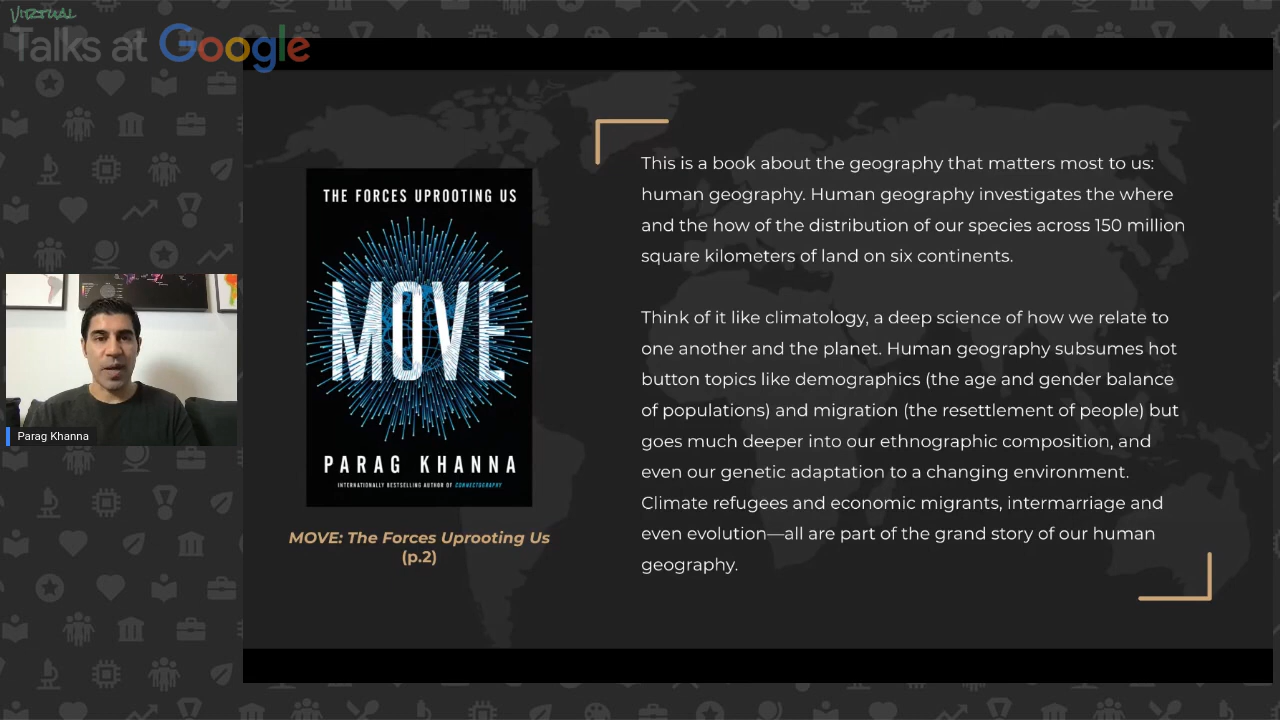 VIRTUAL
Talks at Google
THE FORCES UPROOTING US
MOVE
PARAG KHANNA
INTERNATIONALLY BESTSELLING AUTHOR OF CONNECTOGRAPHY
MOVE: The Forces Uprooting Us
(p.2)
This is a book about the geography that matters most to us:
human geography. Human geography investigates the where
and the how of the distribution of our species across 150 million
square kilometers of land on six continents.
Think of it like climatology, a deep science of how we relate to
one another and the planet. Human geography subsumes hot
button topics like demographics (the age and gender balance
of populations) and migration (the resettlement of people) but
goes much deeper into our ethnographic composition, and
even our genetic adaptation to a changing environment.
Climate refugees and economic migrants, intermarriage and
even evolution—all are part of the grand story of our human
geography.
Parag Khanna